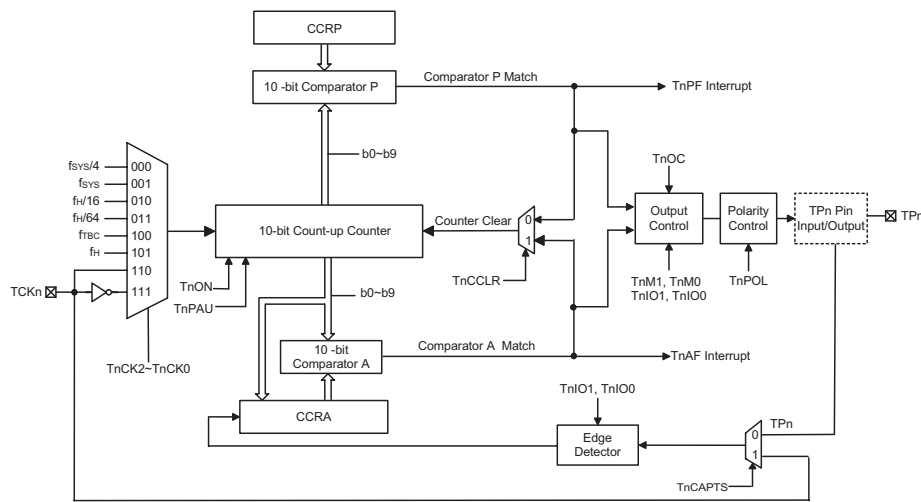 CCRP
10 -bit Comparator P
Comparator P Match
TnPF Interrupt
b0~b9
fSYS/4
000
fSYS
001
fH/16
010
fH/64
011
fTBC
100
fH
101
110
111
TCKn
TnCK2~TnCK0
10-bit Count-up Counter
TnON
TnPAU
Counter Clear
0
1
TnCCLR
TnOC
Output
Control
TnM1, TnM0
TnIO1, TnIO0
Polarity
Control
TnPOL
TPn Pin
Input/Output
TPn
b0~b9
10 -bit
Comparator A
Comparator A Match
TnAF Interrupt
CCRA
TnIO1, TnIO0
Edge
Detector
TPn
0
1
TnCAPTS